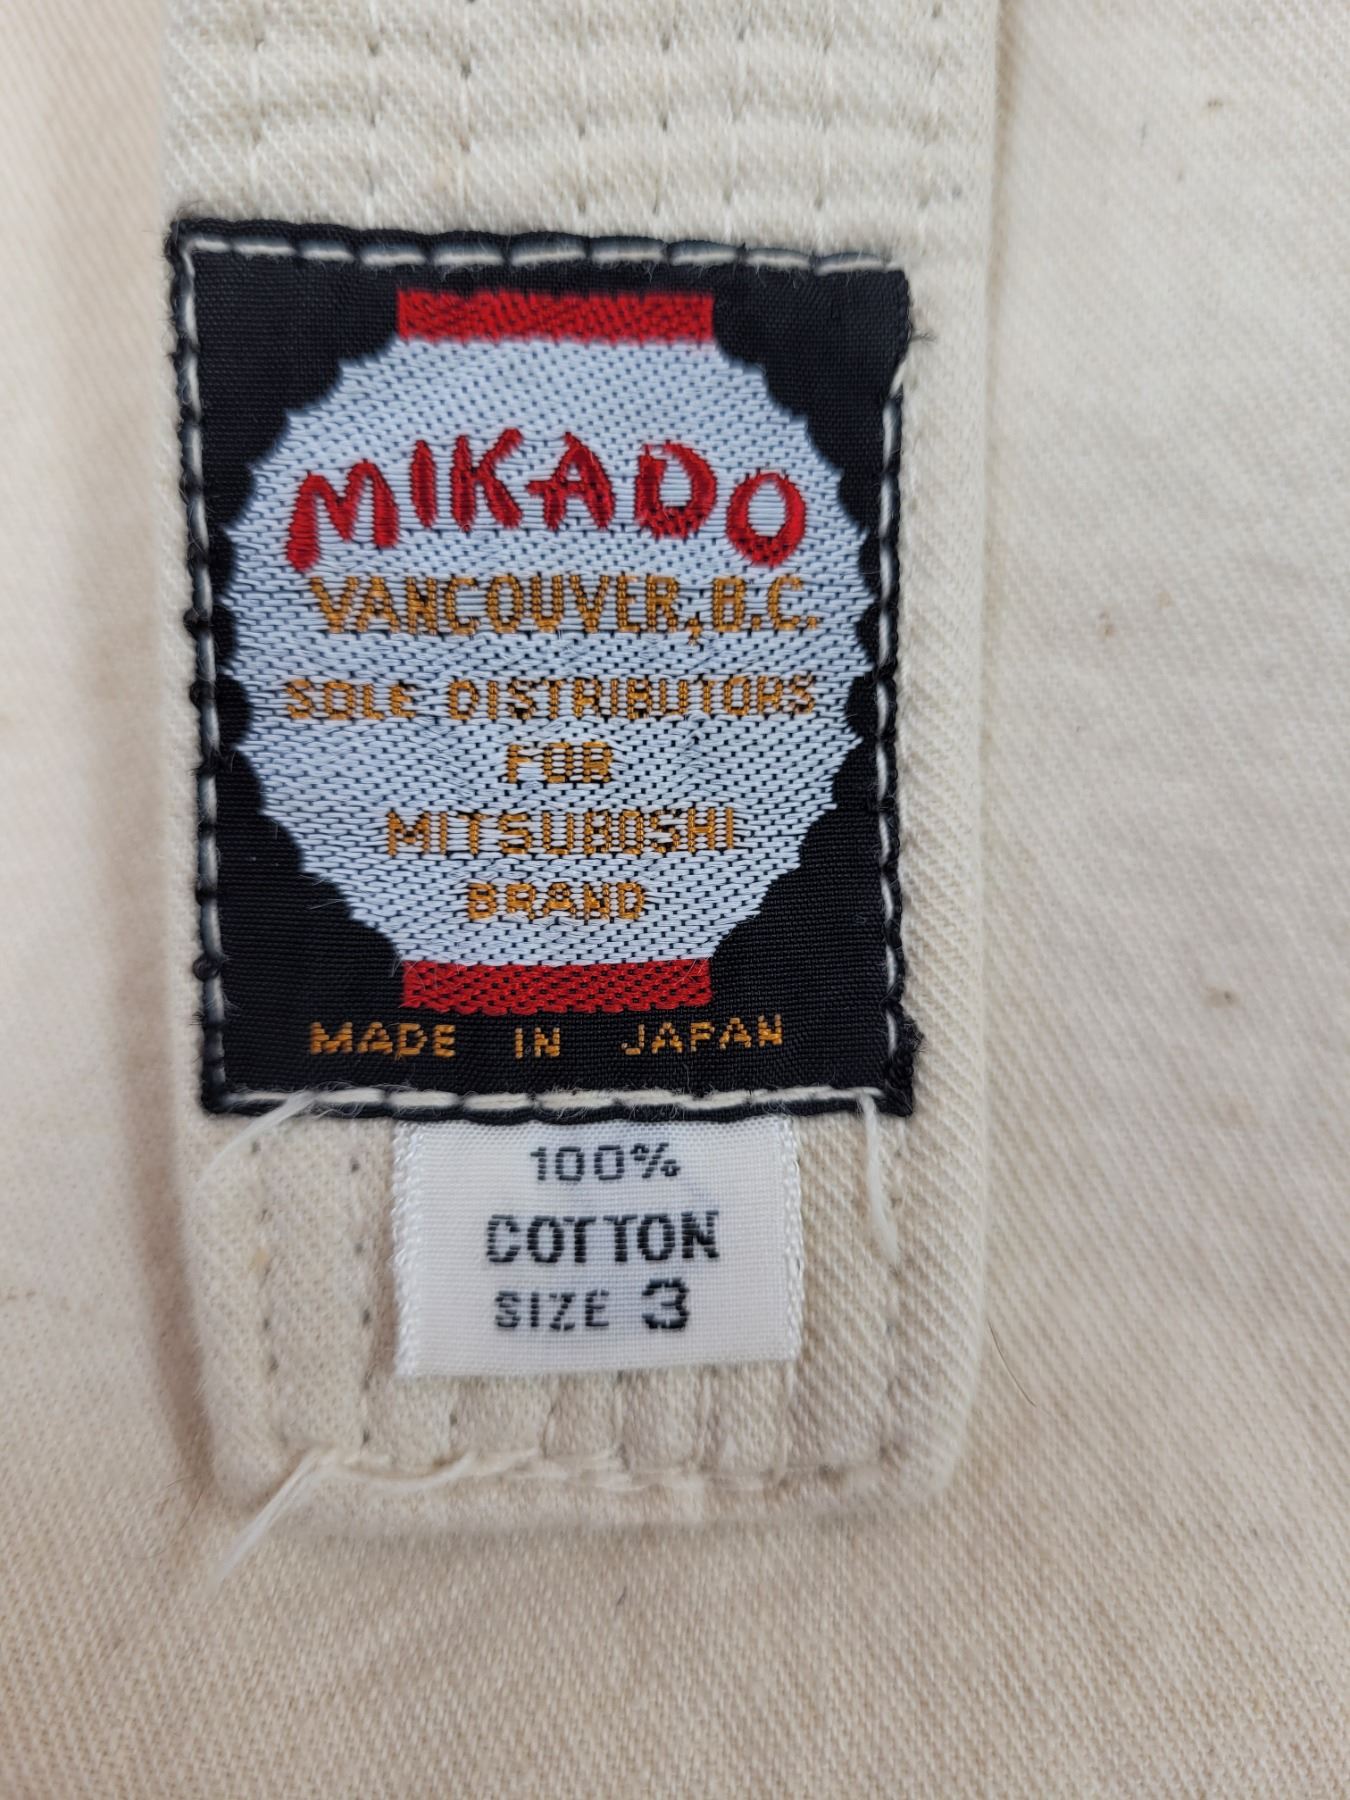 MIKADO
VANCOUVER, B.C.
SOLE DISTRIBUTORS
FOR
MITSUBOSHI
BRAND
MADE IN JAPAN
100%
COTTON
SIZE 3